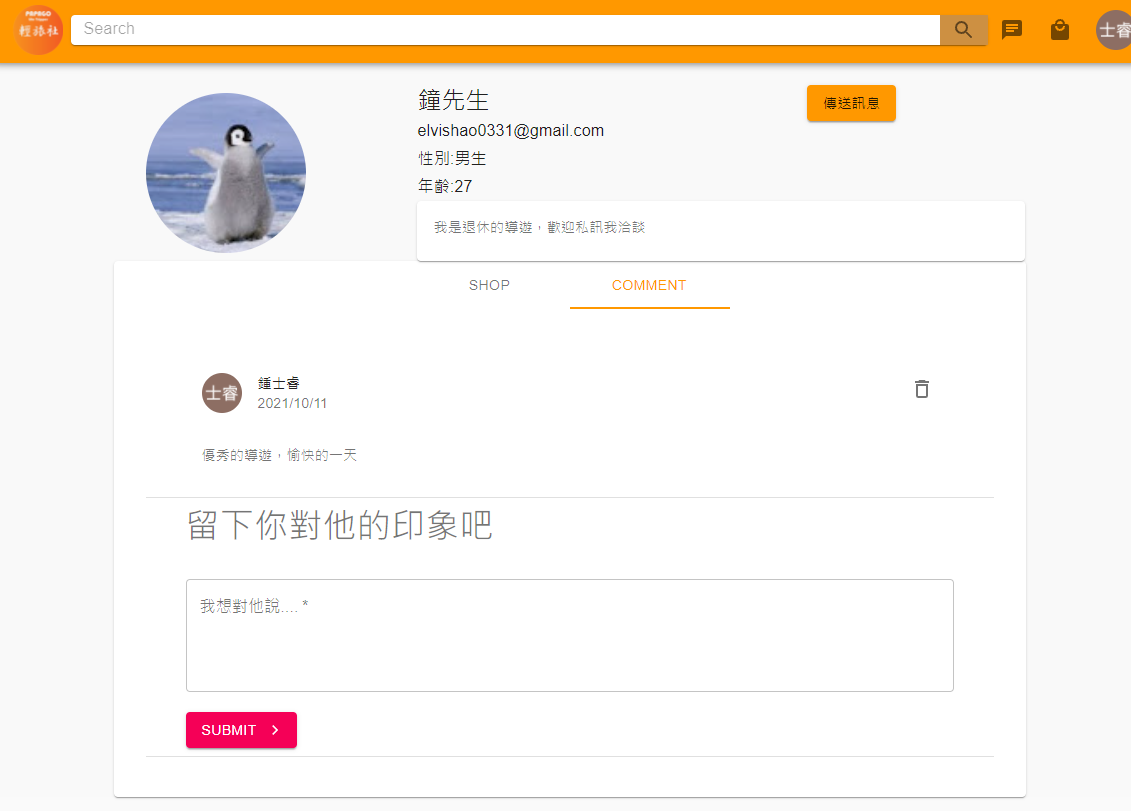 PAPAGO
輕旅社
Search
士睿
鐘先生
傳送訊息
elvishao0331@gmail.com
性別:男生
年齡:27
我是退休的導遊，歡迎私訊我洽談
SHOP
COMMENT
士睿
鍾士睿
2021/10/11
優秀的導遊，愉快的一天
留下你對他的印象吧
我想對他說.... *
SUBMIT